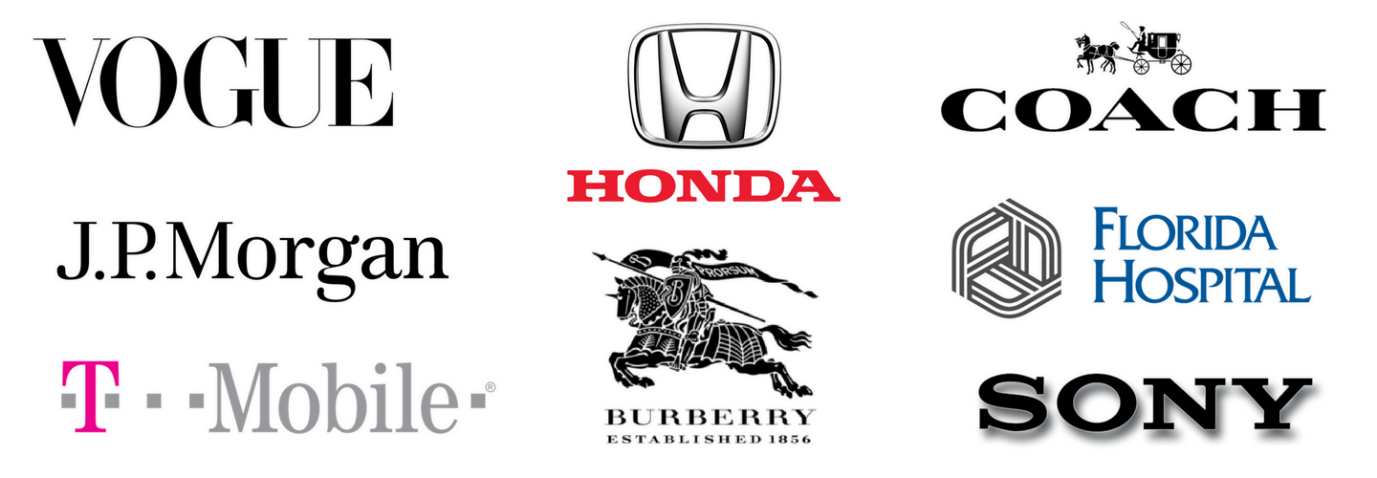 VOGUE
J.P.Morgan
T Mobile®
HONDA
B PRORSUM
B
BURBERRY
ESTABLISHED 1856
COACH
FLORIDA
HOSPITAL
SONY